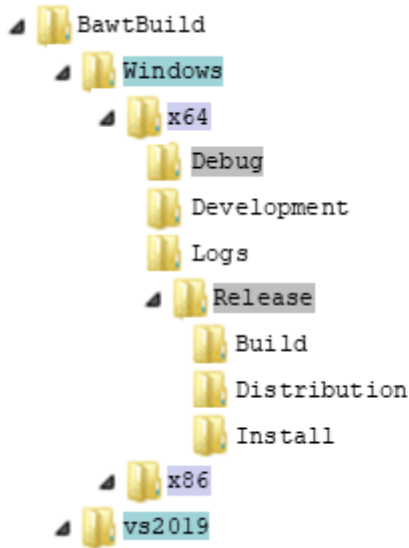 BawtBuild
Windows
x64
Debug
Development
Logs
Release
Build
Distribution
Install
x86
vs2019